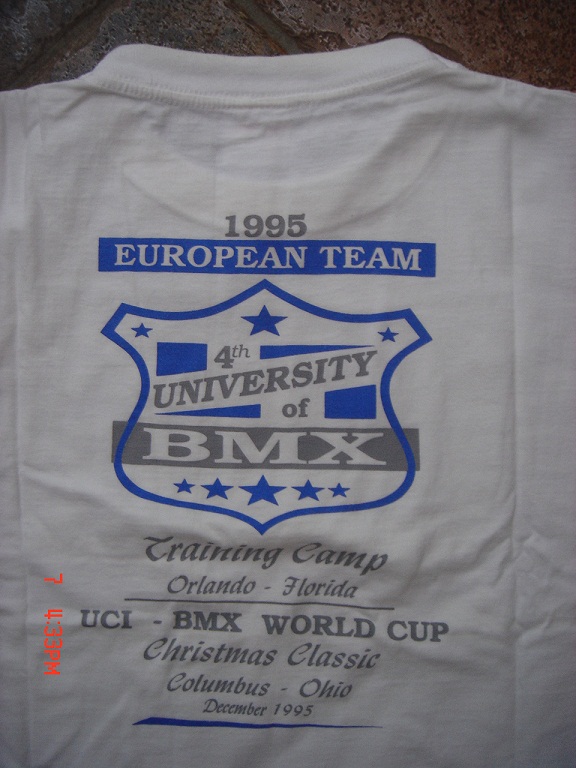 1995
EUROPEAN TEAM
4th
UNIVERSITY
of
BMX
Training Camp
Orlando - Florida
UCI - BMX WORLD CUP
Christmas Classic
Columbus - Ohio
December 1995
7 4:33PM